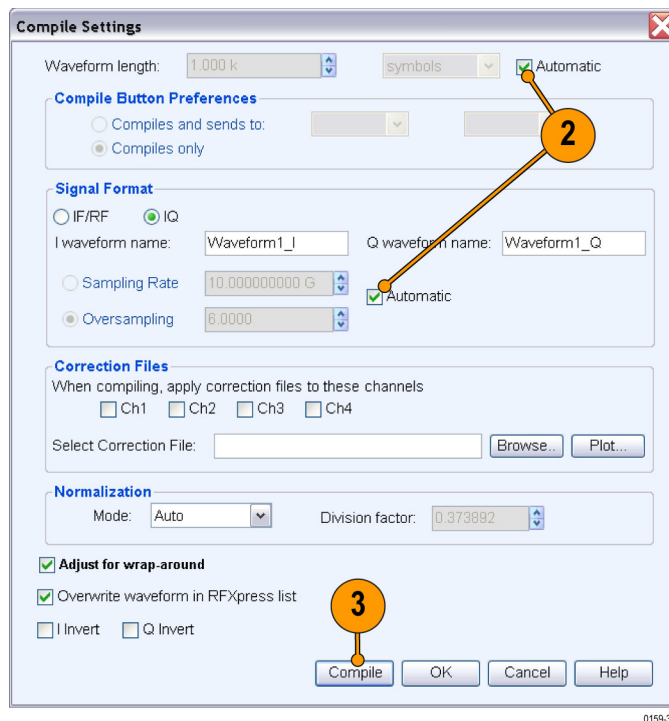 Compile Settings
Waveform length: 1.000 k symbols Automatic
Compile Button Preferences
Compiles and sends to:
Compiles only
2
Signal Format
IF/RF IQ
I waveform name: Waveform1_I Q waveform name: Waveform1_Q
Sampling Rate 10.000000000 G
Automatic
Oversampling 6.0000
Correction Files
When compiling, apply correction files to these channels
Ch1 Ch2 Ch3 Ch4
Select Correction File: Browse.. Plot...
Normalization
Mode: Auto Division factor: 0.373892
Adjust for wrap-around
Overwrite waveform in RFXpress list
3
I Invert Q Invert
Compile OK Cancel Help